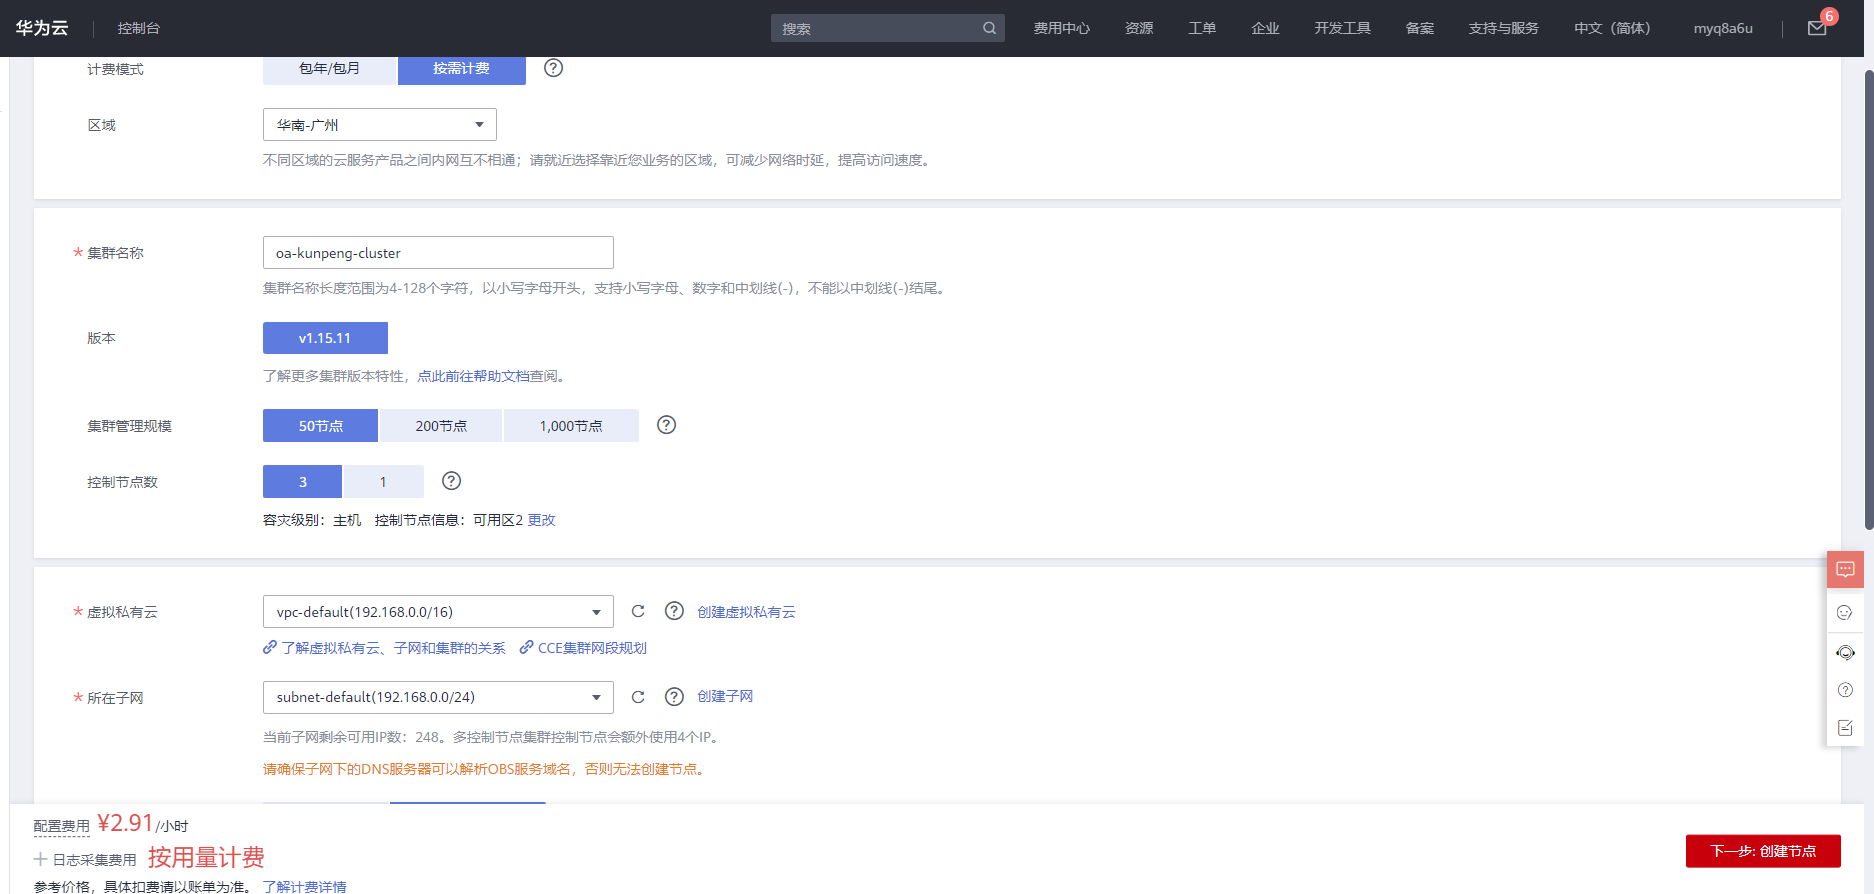 华为云 控制台 搜索 费用中心 资源 工单 企业 开发工具 备案 支持与服务 中文（简体） myq8a6u 6
计费模式 包年/包月 按需计费
区域 华南-广州
不同区域的云服务产品之间内网互不相通；请就近选择靠近您业务的区域，可减少网络时延，提高访问速度。
* 集群名称 oa-kunpeng-cluster
集群名称长度范围为4-128个字符，以小写字母开头，支持小写字母、数字和中划线(-)，不能以中划线(-)结尾。
版本 v1.15.11
了解更多集群版本特性，点此前往帮助文档查阅。
集群管理规模 50节点 200节点 1,000节点
控制节点数 3 1
容灾级别：主机 控制节点信息：可用区2 更改
* 虚拟私有云 vpc-default(192.168.0.0/16) 创建虚拟私有云
了解虚拟私有云、子网和集群的关系 CCE集群网段规划
* 所在子网 subnet-default(192.168.0.0/24) 创建子网
当前子网剩余可用IP数：248。多控制节点集群控制节点会额外使用4个IP。
请确保子网下的DNS服务器可以解析OBS服务域名，否则无法创建节点。
配置费用 ¥2.91/小时
日志采集费用 按用量计费
下一步: 创建节点
参考价格，具体扣费请以账单为准。 了解计费详情